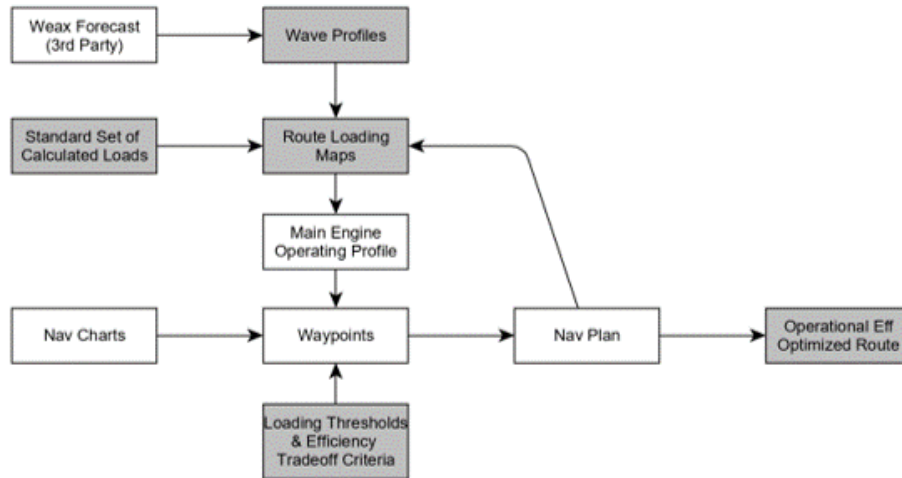 Weax Forecast
(3rd Party)
Wave Profiles
Standard Set of
Calculated Loads
Route Loading
Maps
Main Engine
Operating Profile
Nav Charts
Waypoints
Nav Plan
Operational Eff
Optimized Route
Loading Thresholds
& Efficiency
Tradeoff Criteria